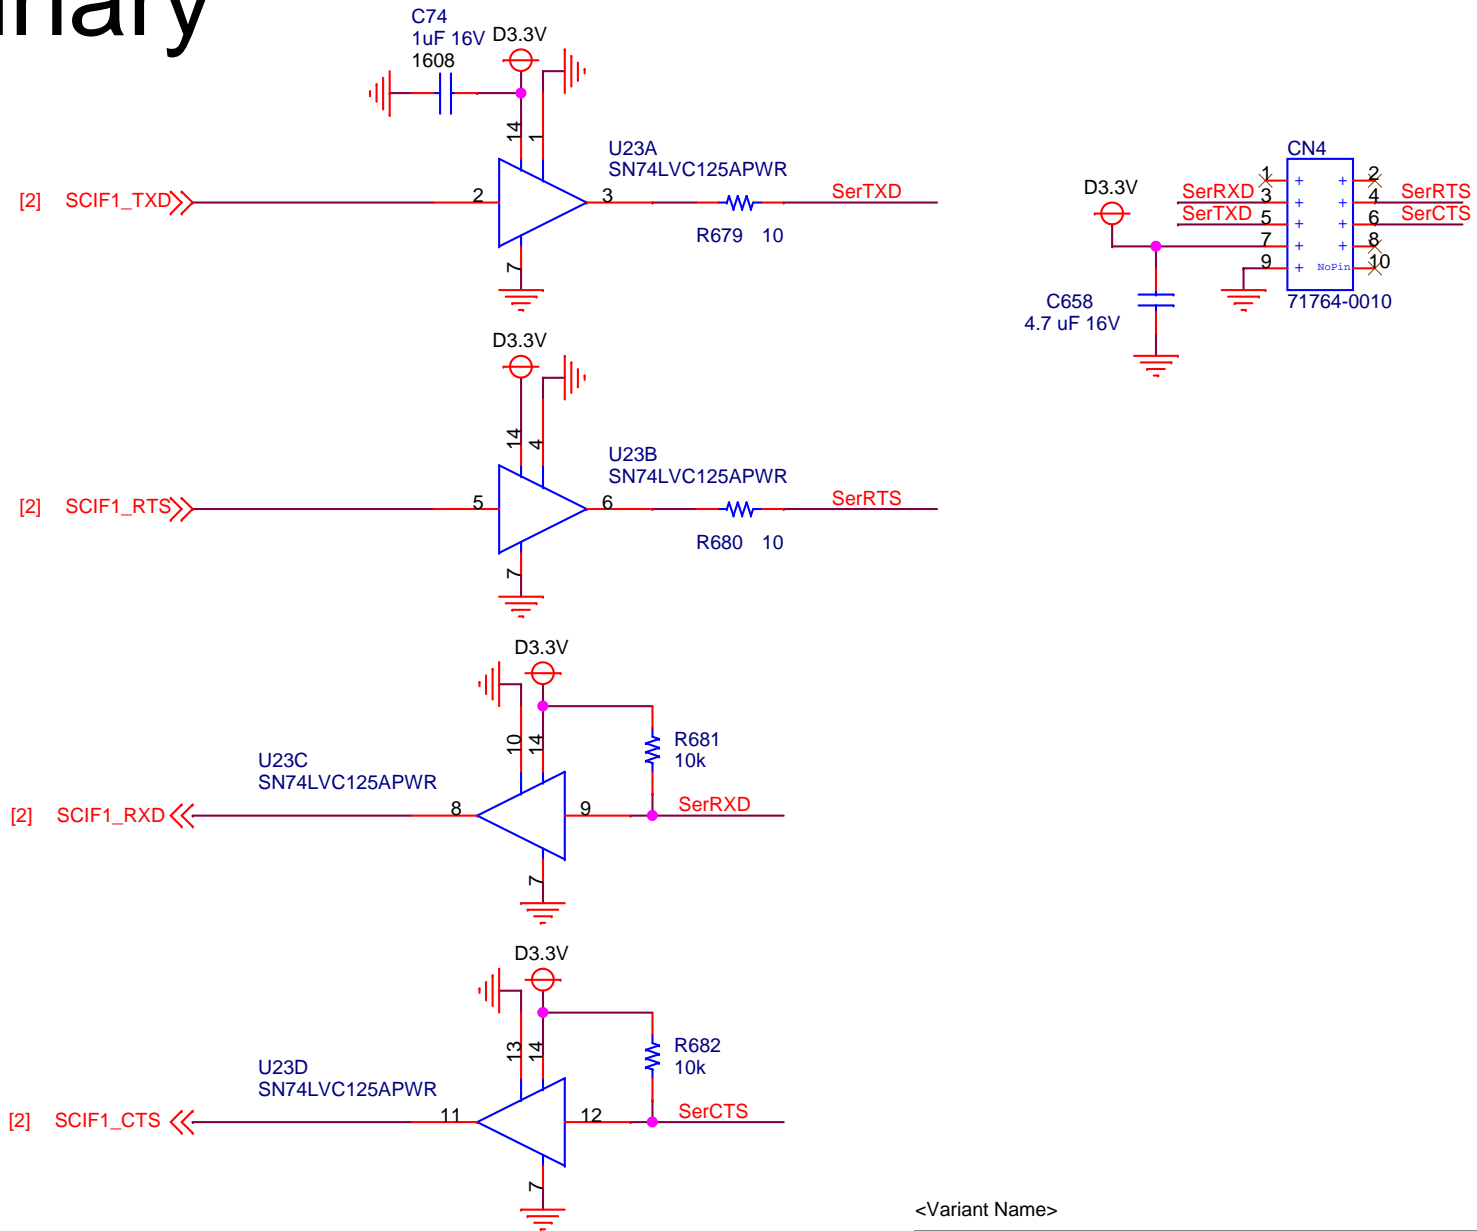 inary
C74
1uF 16V
1608
D3.3V
14
1
U23A
SN74LVC125APWR
[2] SCIF1_TXD
2
3
SerTXD
R679 10
7
CN4
D3.3V
1
2
SerRXD
3
4
SerRTS
SerTXD
5
6
SerCTS
7
8
9
NoPin
10
71764-0010
C658
4.7 uF 16V
D3.3V
14
4
U23B
SN74LVC125APWR
[2] SCIF1_RTS
5
6
SerRTS
R680 10
7
D3.3V
10
14
R681
10k
U23C
SN74LVC125APWR
[2] SCIF1_RXD
8
9
SerRXD
7
D3.3V
13
14
R682
10k
U23D
SN74LVC125APWR
[2] SCIF1_CTS
11
12
SerCTS
7
<Variant Name>